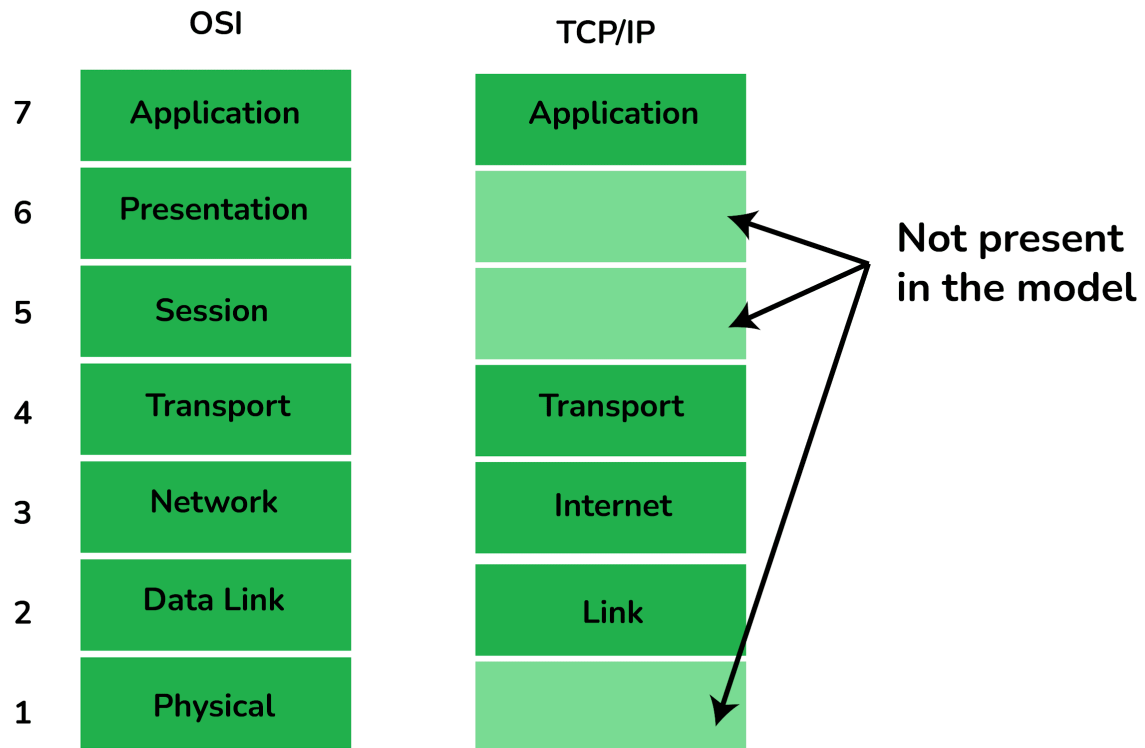 OSI
TCP/IP
7
Application
Application
6
Presentation
5
Session
Not present
in the model
4
Transport
Transport
3
Network
Internet
2
Data Link
Link
1
Physical